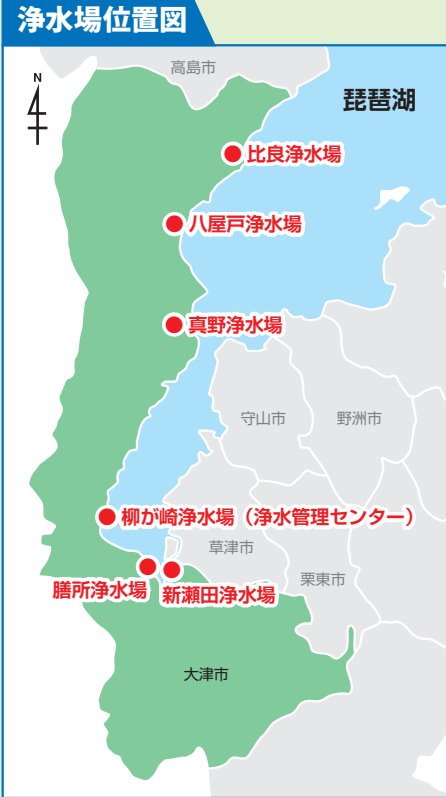 浄水場位置図
高島市
N
琵琶湖
比良浄水場
八屋戸浄水場
真野浄水場
守山市
野洲市
柳が崎浄水場（浄水管理センター）
草津市
栗東市
膳所浄水場
新瀬田浄水場
大津市